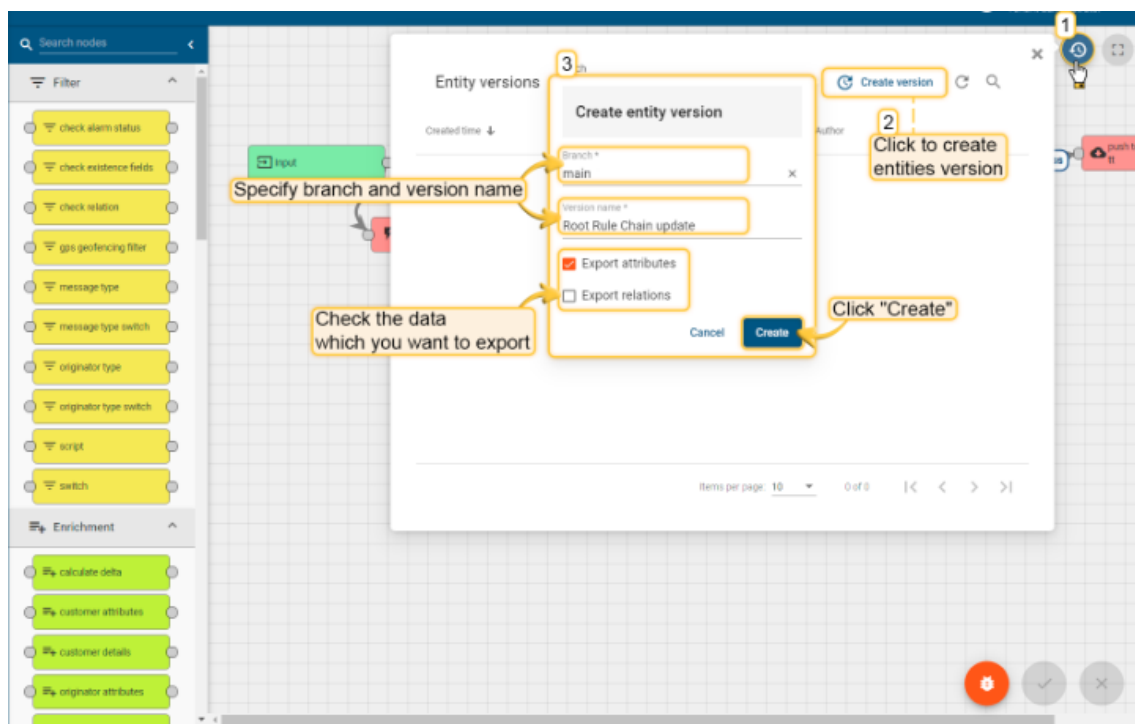 Search nodes
Filter
check alarm status
check existence fields
check relation
gps geofencing filter
message type
message type switch
originator type
originator type switch
script
switch
Enrichment
calculate delta
customer attributes
customer details
originator attributes
Input
Specify branch and version name
Check the data
which you want to export
Entity versions
Created time
3
Create entity version
Branch *
main
Version name *
Root Rule Chain update
Export attributes
Export relations
Cancel
Create
Click "Create"
Create version
Author
2
Click to create
entities version
1
push t
Items per page: 10
0 of 0